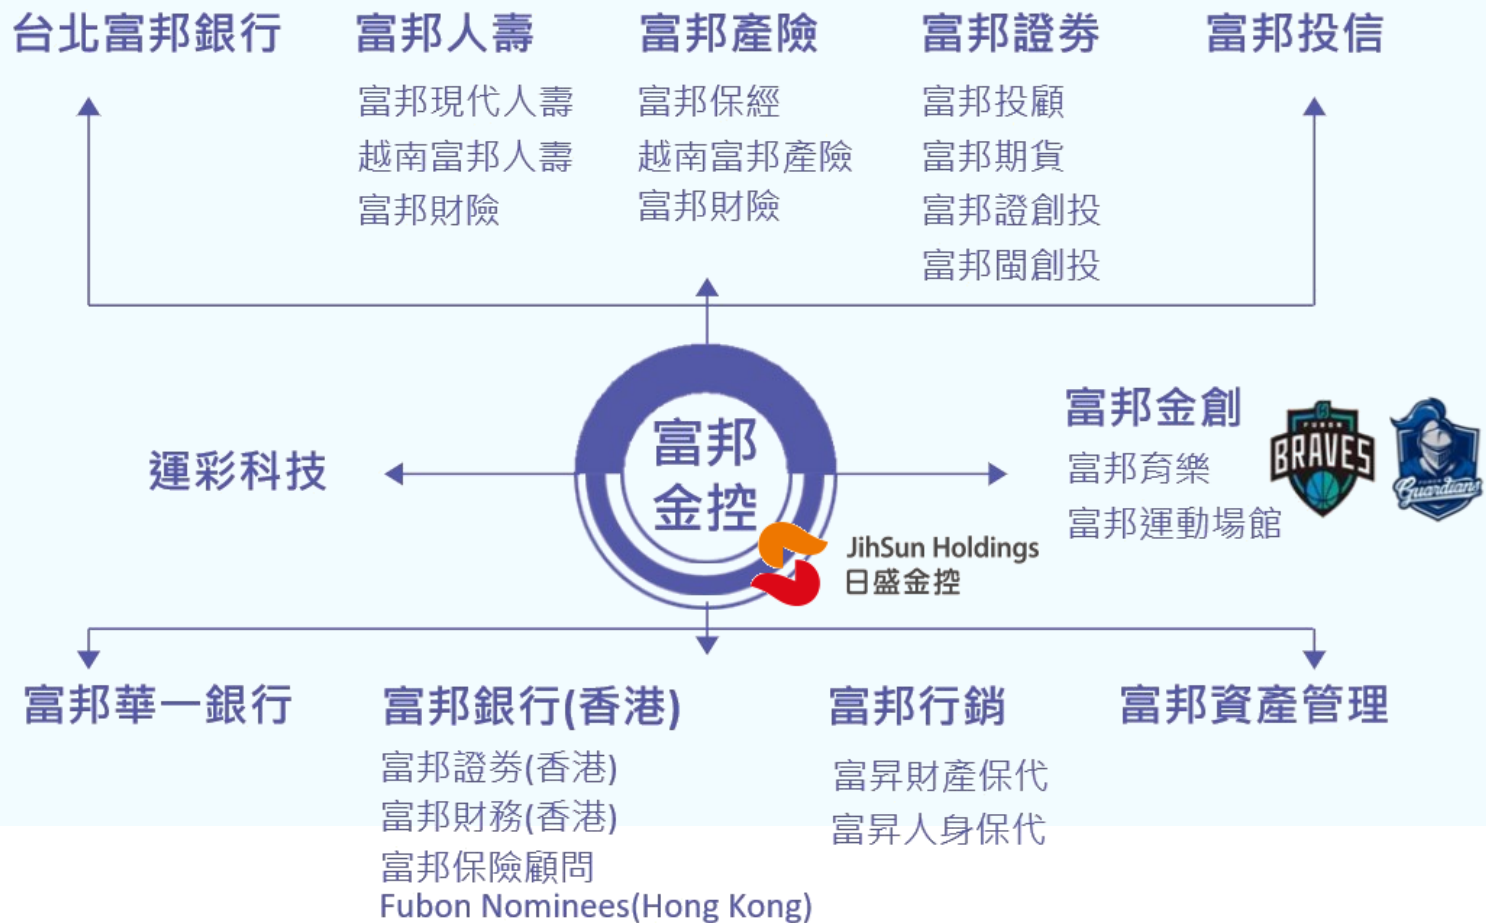 台北富邦銀行
富邦人壽
富邦現代人壽
越南富邦人壽
富邦財險
富邦產險
富邦保經
越南富邦產險
富邦財險
富邦證券
富邦投顧
富邦期貨
富邦證創投
富邦閩創投
富邦投信
運彩科技
富邦
金控
JihSun Holdings
日盛金控
富邦金創
富邦育樂
富邦運動場館
FUBON
BRAVES
FUBON
Guardians
富邦華一銀行
富邦銀行(香港)
富邦證券(香港)
富邦財務(香港)
富邦保險顧問
Fubon Nominees(Hong Kong)
富邦行銷
富昇財產保代
富昇人身保代
富邦資產管理